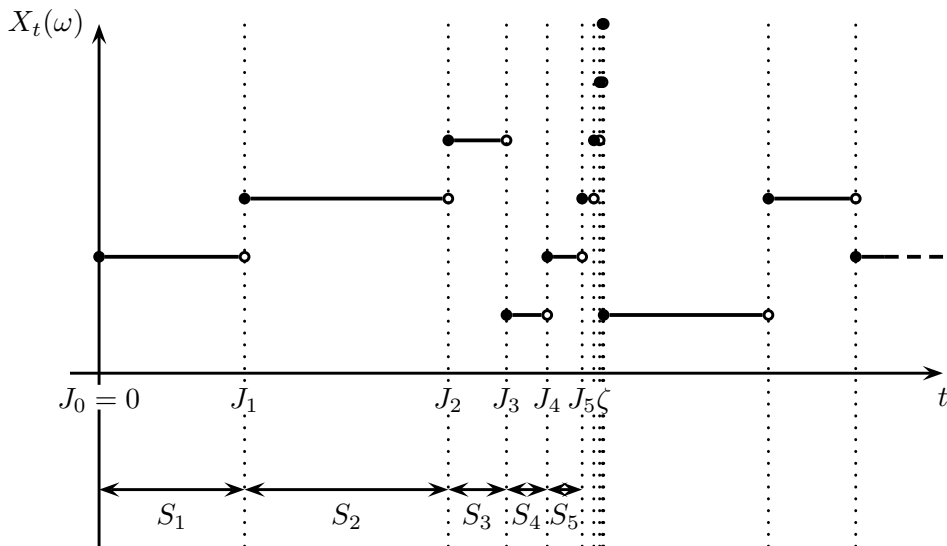 X_t(ω)
J_0 = 0 J_1 J_2 J_3 J_4 J_5 ζ t
S_1 S_2 S_3 S_4 S_5